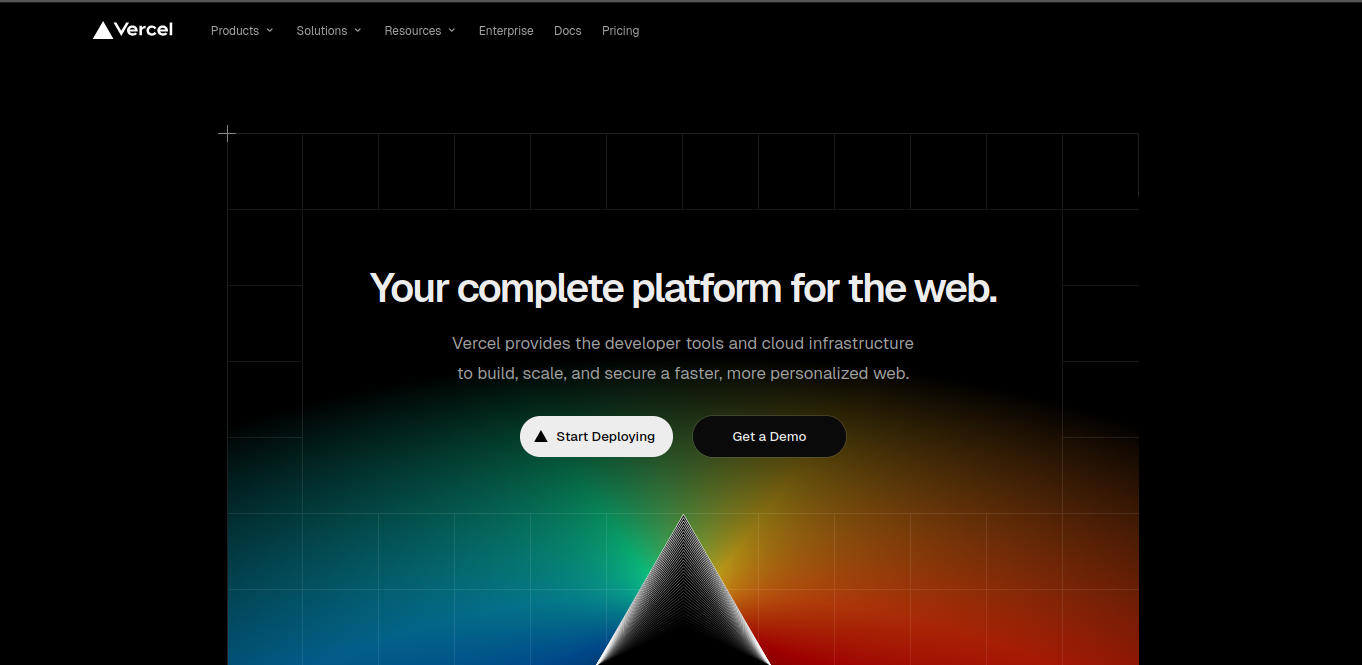 Vercel
Products Solutions Resources Enterprise Docs Pricing
Your complete platform for the web.
Vercel provides the developer tools and cloud infrastructure
to build, scale, and secure a faster, more personalized web.
Start Deploying
Get a Demo